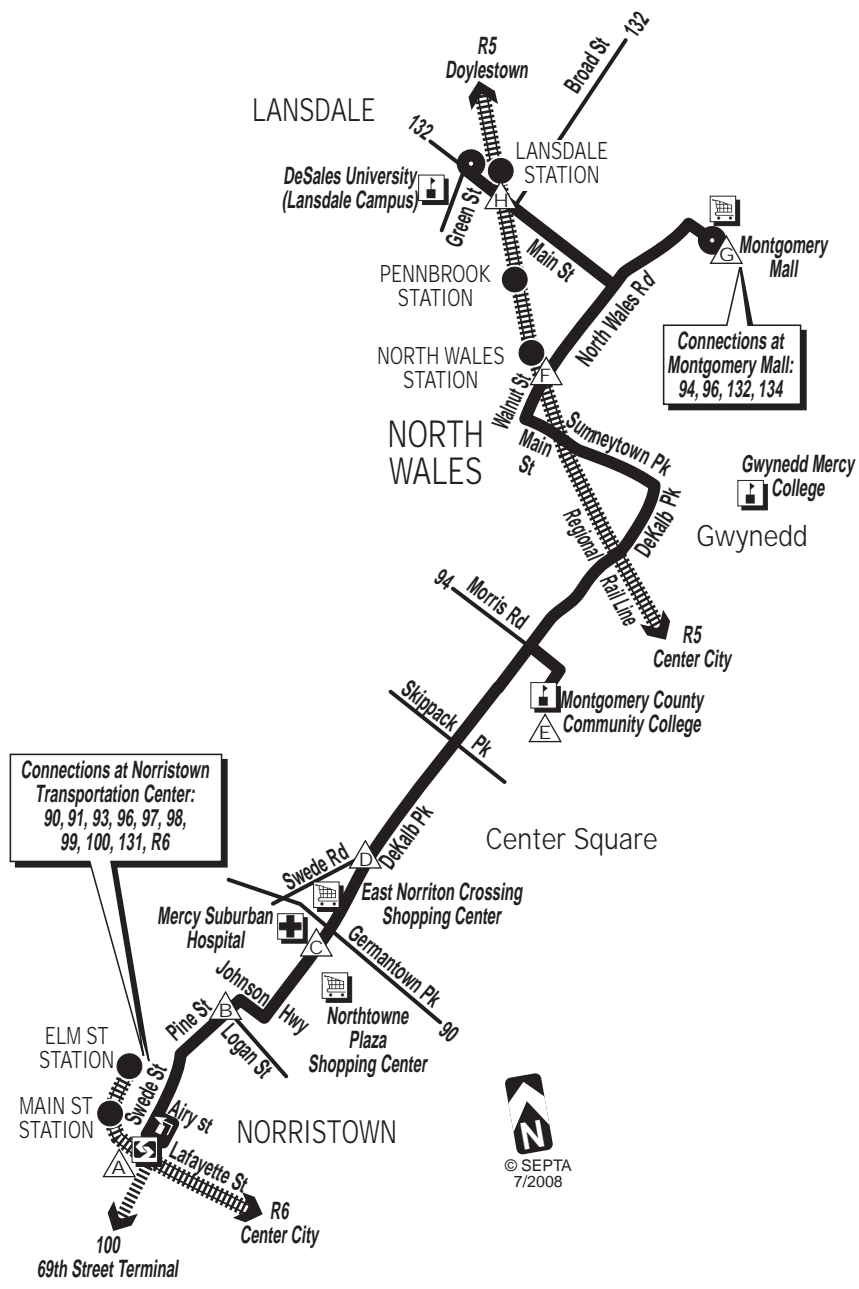 132
R5
Doylestown
Broad St
LANSDALE
132
LANSDALE
STATION
DeSales University
(Lansdale Campus)
H
Green St
Main St
Montgomery
Mall
G
PENNBROOK
STATION
North Wales Rd
Connections at
Montgomery Mall:
94, 96, 132, 134
NORTH WALES
STATION
F
Walnut St
Main
St
Sumneytown Pk
NORTH
WALES
Gwynedd Mercy
College
DeKalb Pk
Gwynedd
Regional
Rail Line
94
Morris Rd
R5
Center City
Montgomery County
Community College
E
Skippack
Pk
Connections at Norristown
Transportation Center:
90, 91, 93, 96, 97, 98,
99, 100, 131, R6
DeKalb Pk
Center Square
D
Swede Rd
East Norriton Crossing
Shopping Center
Mercy Suburban
Hospital
C
Germantown Pk
90
Johnson
Hwy
Northtowne
Plaza
Shopping Center
Pine St
B
Logan St
ELM ST
STATION
Swede St
MAIN ST
STATION
Airy st
NORRISTOWN
A
Lafayette St
N
© SEPTA
7/2008
R6
Center City
100
69th Street Terminal